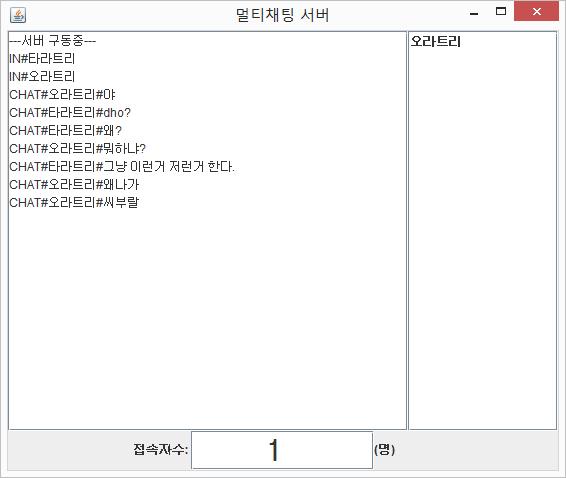 멀티채팅 서버
---서버 구동중---
IN#타라트리
IN#오라트리
CHAT#오라트리#야
CHAT#타라트리#dho?
CHAT#타라트리#왜?
CHAT#오라트리#뭐하냐?
CHAT#타라트리#그냥 이런거 저런거 한다.
CHAT#오라트리#왜나가
CHAT#오라트리#씨부랄
오라트리
접속자수: 1 (명)